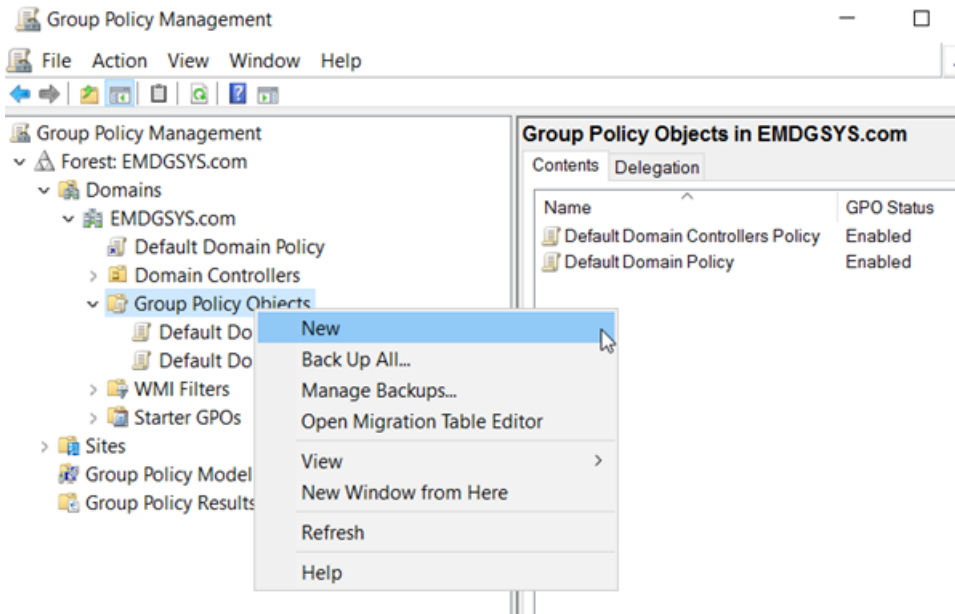 Group Policy Management
File Action View Window Help
Group Policy Management
Forest: EMDGSYS.com
Domains
EMDGSYS.com
Default Domain Policy
Domain Controllers
Group Policy Objects
Default Do
Default Do
WMI Filters
Starter GPOs
Sites
Group Policy Model
Group Policy Results
New
Back Up All...
Manage Backups...
Open Migration Table Editor
View
New Window from Here
Refresh
Help
Group Policy Objects in EMDGSYS.com
Contents Delegation
Name GPO Status
Default Domain Controllers Policy Enabled
Default Domain Policy Enabled